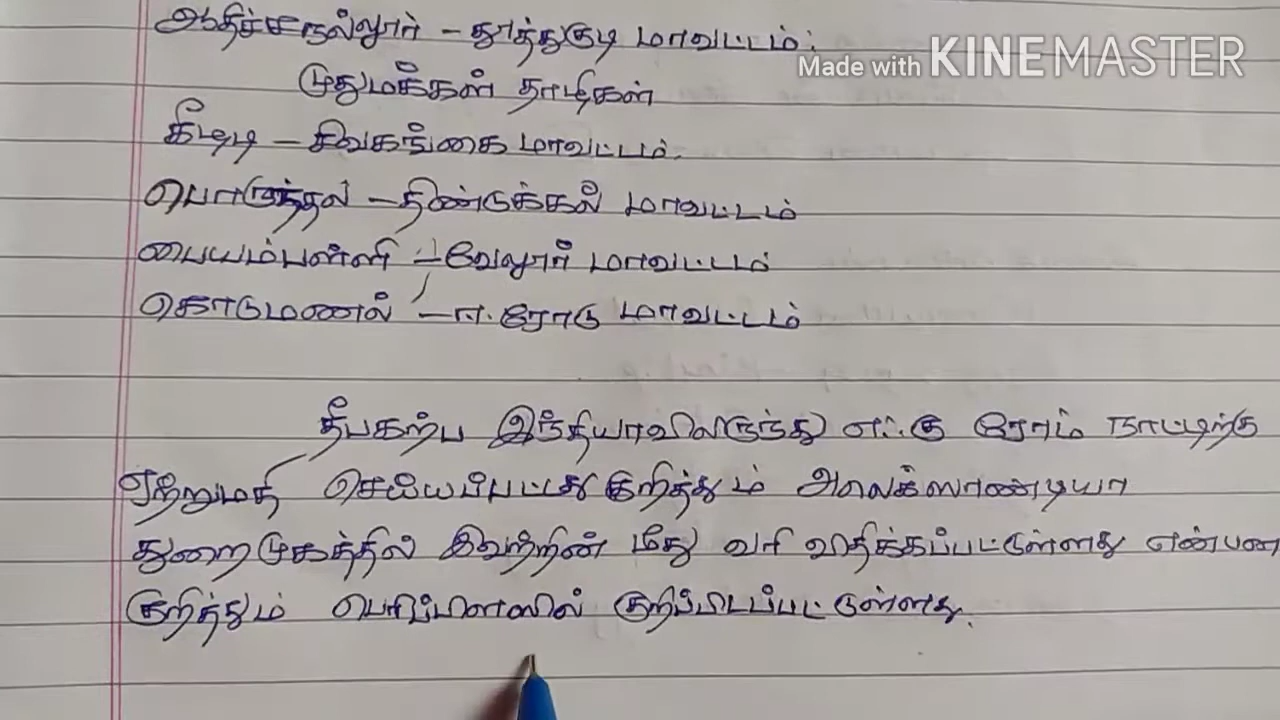 ஆதிச்சநல்லூர் – தூத்துகுடி மாவட்டம்.
Made with KINEMASTER
முதுமக்கள் தாழிகள்
கீழடி – சிவகங்கை மாவட்டம்.
பொருந்தல் – திண்டுக்கல் மாவட்டம்
பையம்பள்ளி – வேலூர் மாவட்டம்
கொடுமணல் – ஈ.ரோடு மாவட்டம்
தீபகற்ப இந்தியாவிலிருந்து எஃகு ரோம் நாட்டிற்கு
ஏற்றுமதி செய்யப்பட்டது குறித்தும் அலெக்ஸாண்டியா
துறைமுகத்தில் இவற்றின் மீது வரி விதிக்கப்பட்டுள்ளது என்பன
குறித்தும் பெரிப்ளஸில் குறிப்பிடப்பட்டுள்ளது.